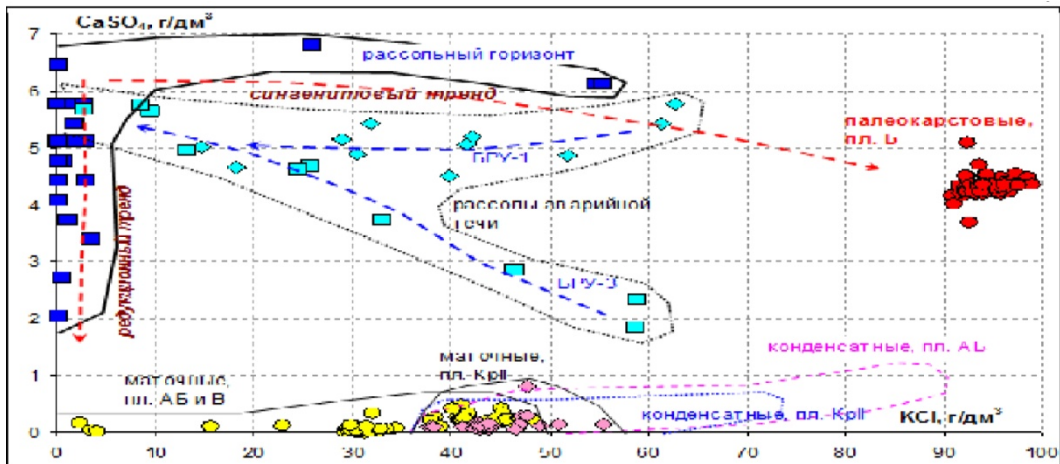 CaSO₄, г/дм³
7
рассольный горизонт
6
сингенитовый тренд
палеокарстовые,
пл. Б
5
БРУ-1
4
рассолы аварийной
течи
3
БРУ-3
редукционный тренд
2
конденсатные, пл. АБ
маточные,
пл.-КрII
маточные,
пл. АБ и В
1
конденсатные, пл.-КрII
KCl, г/дм³
0
0 10 20 30 40 50 60 70 80 90 100